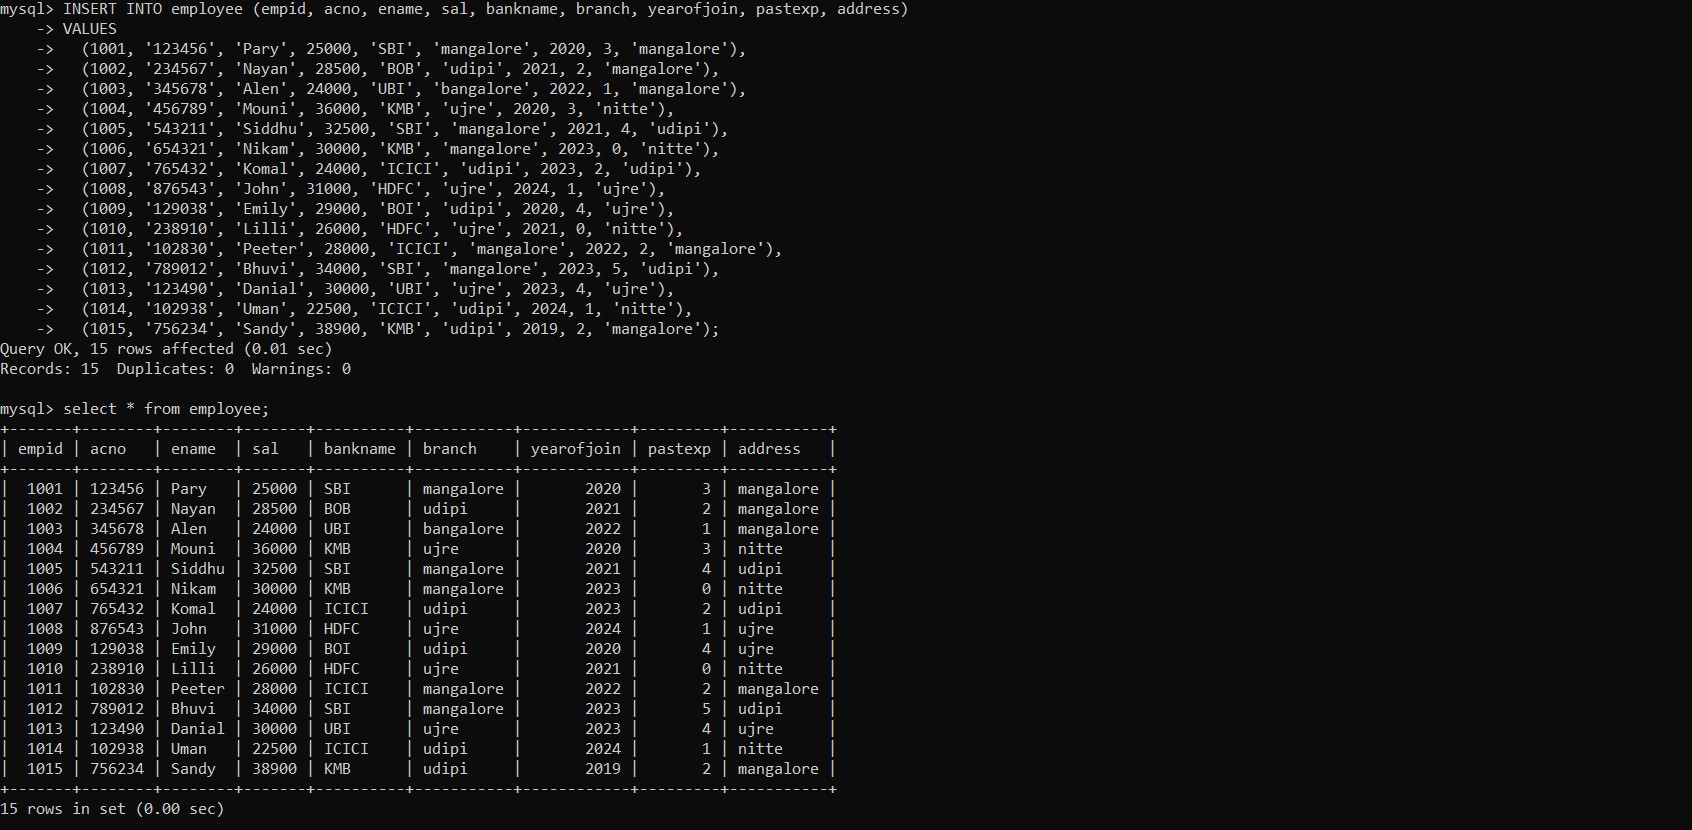 mysql> INSERT INTO employee (empid, acno, ename, sal, bankname, branch, yearofjoin, pastexp, address)
    -> VALUES
    ->   (1001, '123456', 'Pary', 25000, 'SBI', 'mangalore', 2020, 3, 'mangalore'),
    ->   (1002, '234567', 'Nayan', 28500, 'BOB', 'udipi', 2021, 2, 'mangalore'),
    ->   (1003, '345678', 'Alen', 24000, 'UBI', 'bangalore', 2022, 1, 'mangalore'),
    ->   (1004, '456789', 'Mouni', 36000, 'KMB', 'ujre', 2020, 3, 'nitte'),
    ->   (1005, '543211', 'Siddhu', 32500, 'SBI', 'mangalore', 2021, 4, 'udipi'),
    ->   (1006, '654321', 'Nikam', 30000, 'KMB', 'mangalore', 2023, 0, 'nitte'),
    ->   (1007, '765432', 'Komal', 24000, 'ICICI', 'udipi', 2023, 2, 'udipi'),
    ->   (1008, '876543', 'John', 31000, 'HDFC', 'ujre', 2024, 1, 'ujre'),
    ->   (1009, '129038', 'Emily', 29000, 'BOI', 'udipi', 2020, 4, 'ujre'),
    ->   (1010, '238910', 'Lilli', 26000, 'HDFC', 'ujre', 2021, 0, 'nitte'),
    ->   (1011, '102830', 'Peeter', 28000, 'ICICI', 'mangalore', 2022, 2, 'mangalore'),
    ->   (1012, '789012', 'Bhuvi', 34000, 'SBI', 'mangalore', 2023, 5, 'udipi'),
    ->   (1013, '123490', 'Danial', 30000, 'UBI', 'ujre', 2023, 4, 'ujre'),
    ->   (1014, '102938', 'Uman', 22500, 'ICICI', 'udipi', 2024, 1, 'nitte'),
    ->   (1015, '756234', 'Sandy', 38900, 'KMB', 'udipi', 2019, 2, 'mangalore');
Query OK, 15 rows affected (0.01 sec)
Records: 15  Duplicates: 0  Warnings: 0
mysql> select * from employee;
+-------+--------+--------+-------+----------+-----------+------------+---------+-----------+
| empid | acno   | ename  | sal   | bankname | branch    | yearofjoin | pastexp | address   |
+-------+--------+--------+-------+----------+-----------+------------+---------+-----------+
|  1001 | 123456 | Pary   | 25000 | SBI      | mangalore |       2020 |       3 | mangalore |
|  1002 | 234567 | Nayan  | 28500 | BOB      | udipi     |       2021 |       2 | mangalore |
|  1003 | 345678 | Alen   | 24000 | UBI      | bangalore |       2022 |       1 | mangalore |
|  1004 | 456789 | Mouni  | 36000 | KMB      | ujre      |       2020 |       3 | nitte     |
|  1005 | 543211 | Siddhu | 32500 | SBI      | mangalore |       2021 |       4 | udipi     |
|  1006 | 654321 | Nikam  | 30000 | KMB      | mangalore |       2023 |       0 | nitte     |
|  1007 | 765432 | Komal  | 24000 | ICICI    | udipi     |       2023 |       2 | udipi     |
|  1008 | 876543 | John   | 31000 | HDFC     | ujre      |       2024 |       1 | ujre      |
|  1009 | 129038 | Emily  | 29000 | BOI      | udipi     |       2020 |       4 | ujre      |
|  1010 | 238910 | Lilli  | 26000 | HDFC     | ujre      |       2021 |       0 | nitte     |
|  1011 | 102830 | Peeter | 28000 | ICICI    | mangalore |       2022 |       2 | mangalore |
|  1012 | 789012 | Bhuvi  | 34000 | SBI      | mangalore |       2023 |       5 | udipi     |
|  1013 | 123490 | Danial | 30000 | UBI      | ujre      |       2023 |       4 | ujre      |
|  1014 | 102938 | Uman   | 22500 | ICICI    | udipi     |       2024 |       1 | nitte     |
|  1015 | 756234 | Sandy  | 38900 | KMB      | udipi     |       2019 |       2 | mangalore |
+-------+--------+--------+-------+----------+-----------+------------+---------+-----------+
15 rows in set (0.00 sec)